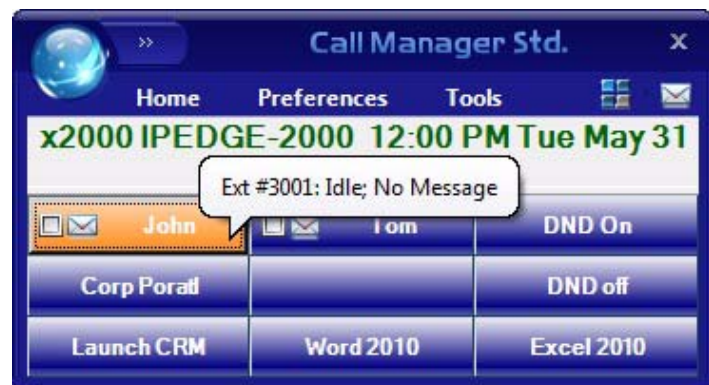 »
Call Manager Std.
x
Home Preferences Tools
x2000 IPEDGE-2000 12:00 PM Tue May 31
Ext #3001: Idle; No Message
John Tom DND On
Corp Poratl DND off
Launch CRM Word 2010 Excel 2010